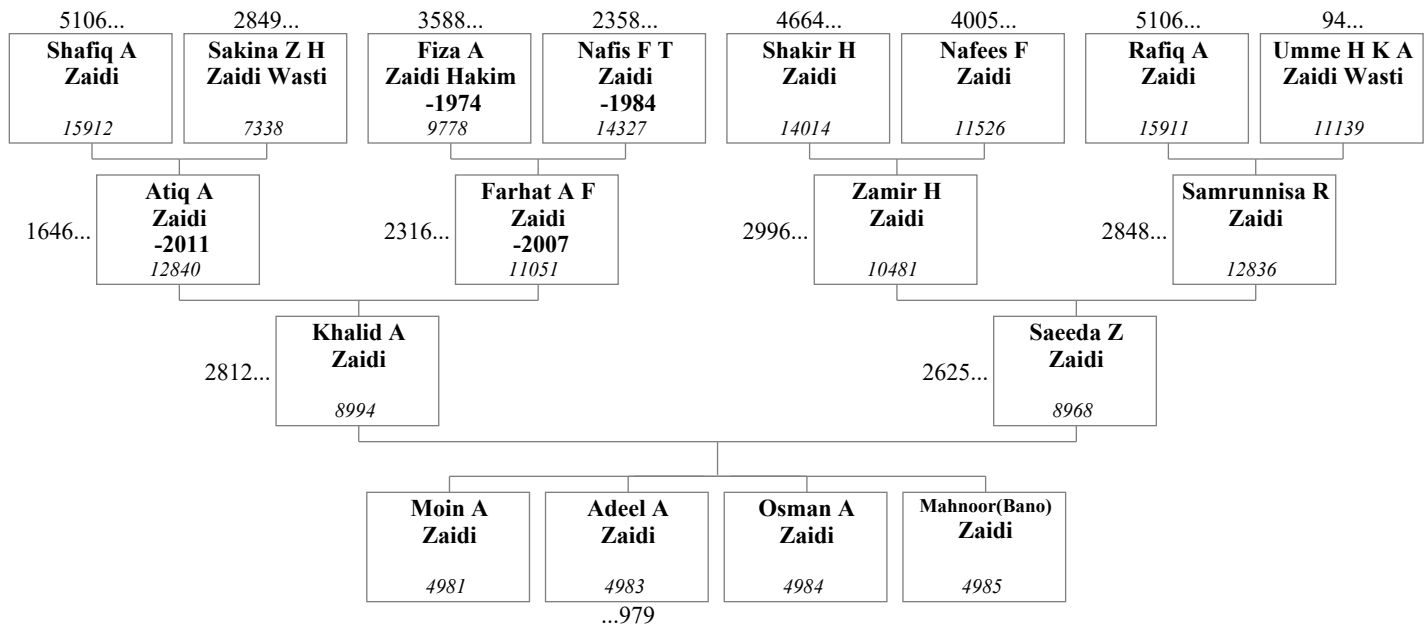 5106... 2849... 3588... 2358... 4664... 4005... 5106... 94...
Shafiq A
Zaidi
15912
Sakina Z H
Zaidi Wasti
7338
Fiza A
Zaidi Hakim
-1974
9778
Nafis F T
Zaidi
-1984
14327
Shakir H
Zaidi
14014
Nafees F
Zaidi
11526
Rafiq A
Zaidi
15911
Umme H K A
Zaidi Wasti
11139
1646...
Atiq A
Zaidi
-2011
12840
2316...
Farhat A F
Zaidi
-2007
11051
2996...
Zamir H
Zaidi
10481
2848...
Samrunnisa R
Zaidi
12836
2812...
Khalid A
Zaidi
8994
2625...
Saeeda Z
Zaidi
8968
Moin A
Zaidi
4981
Adeel A
Zaidi
4983
...979
Osman A
Zaidi
4984
Mahnoor(Bano)
Zaidi
4985